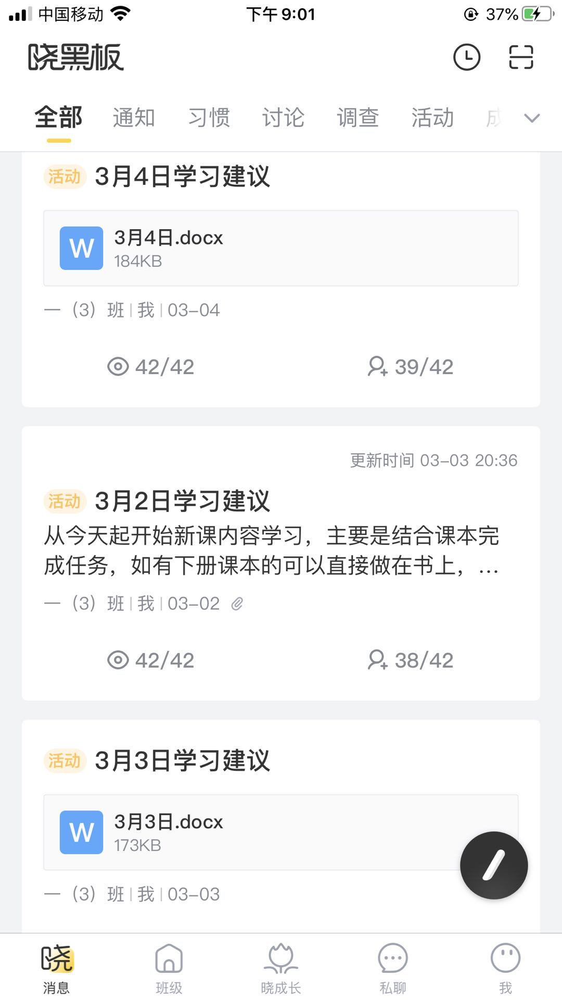 中国移动 下午 9:01 37%
晓黑板
全部 通知 习惯 讨论 调查 活动 成
活动 3月4日学习建议
W 3月4日.docx
184KB
一（3）班 | 我 | 03-04
42/42 39/42
更新时间 03-03 20:36
活动 3月2日学习建议
从今天起开始新课内容学习，主要是结合课本完
成任务，如有下册课本的可以直接做在书上，...
一（3）班 | 我 | 03-02
42/42 38/42
活动 3月3日学习建议
W 3月3日.docx
173KB
一（3）班 | 我 | 03-03
晓
消息 班级 晓成长 私聊 我